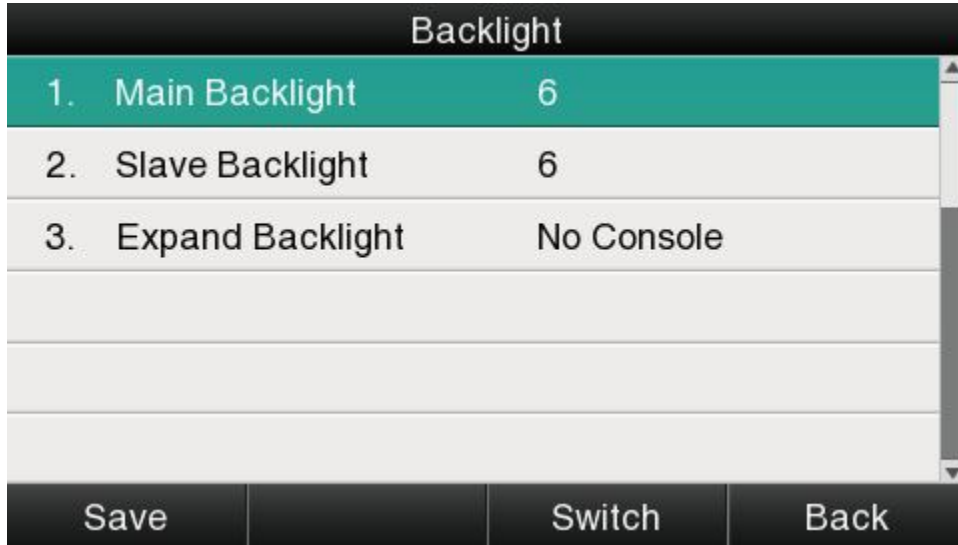 Backlight
1. Main Backlight 6
2. Slave Backlight 6
3. Expand Backlight No Console
Save Switch Back